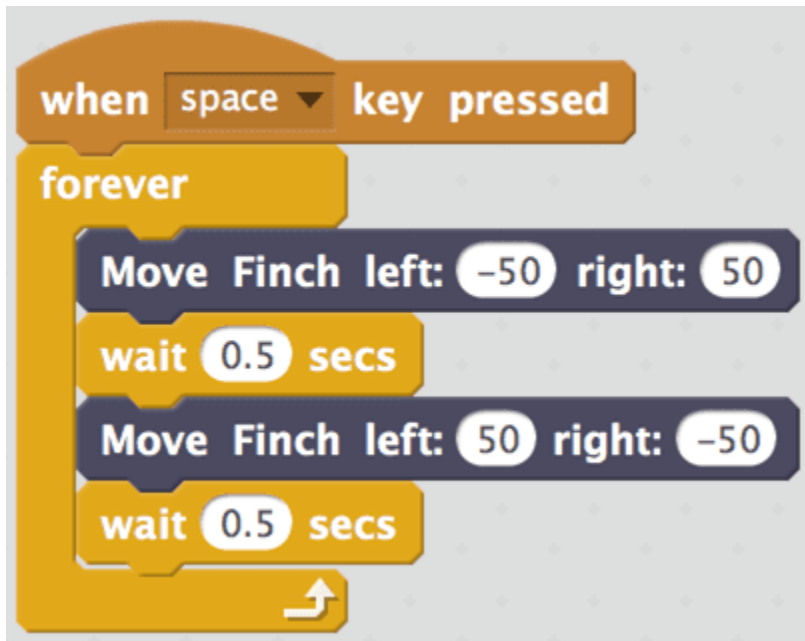 when space key pressed
forever
Move Finch left: -50 right: 50
wait 0.5 secs
Move Finch left: 50 right: -50
wait 0.5 secs